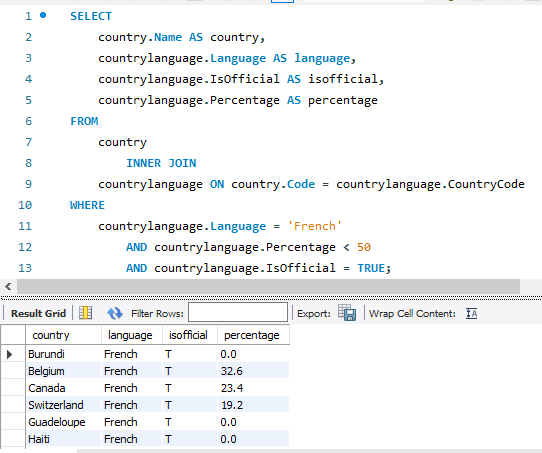 1 SELECT
2 country.Name AS country,
3 countrylanguage.Language AS language,
4 countrylanguage.IsOfficial AS isofficial,
5 countrylanguage.Percentage AS percentage
6 FROM
7 country
8 INNER JOIN
9 countrylanguage ON country.Code = countrylanguage.CountryCode
10 WHERE
11 countrylanguage.Language = 'French'
12 AND countrylanguage.Percentage < 50
13 AND countrylanguage.IsOfficial = TRUE;
Result Grid Filter Rows: Export: Wrap Cell Content:
country language isofficial percentage
Burundi French T 0.0
Belgium French T 32.6
Canada French T 23.4
Switzerland French T 19.2
Guadeloupe French T 0.0
Haiti French T 0.0